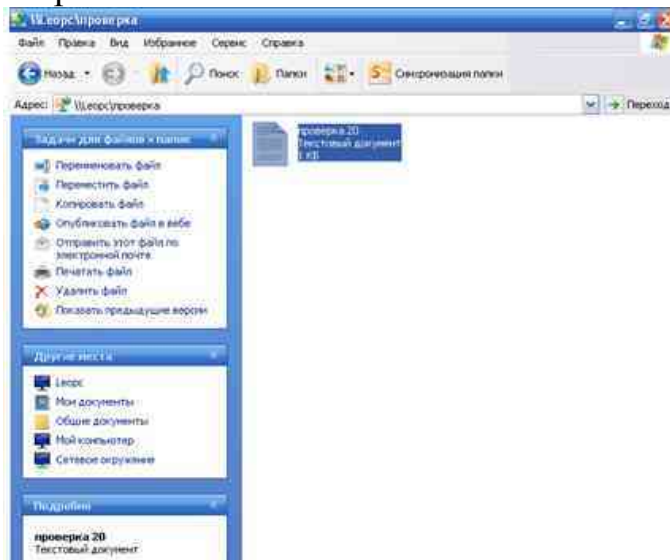 \\Leopc\проверка
Файл Правка Вид Избранное Сервис Справка
Назад Поиск Папки Синхронизация папки
Адрес: \\Leopc\проверка Переход
Задачи для файлов и папок
Переименовать файл
Переместить файл
Копировать файл
Опубликовать файл в вебе
Отправить этот файл по
электронной почте
Печатать файл
Удалить файл
Показать предыдущие версии
Другие места
Leopc
Мои документы
Общие документы
Мой компьютер
Сетевое окружение
Подробно
проверка 20
Текстовый документ
проверка 20
Текстовый документ
1 КБ